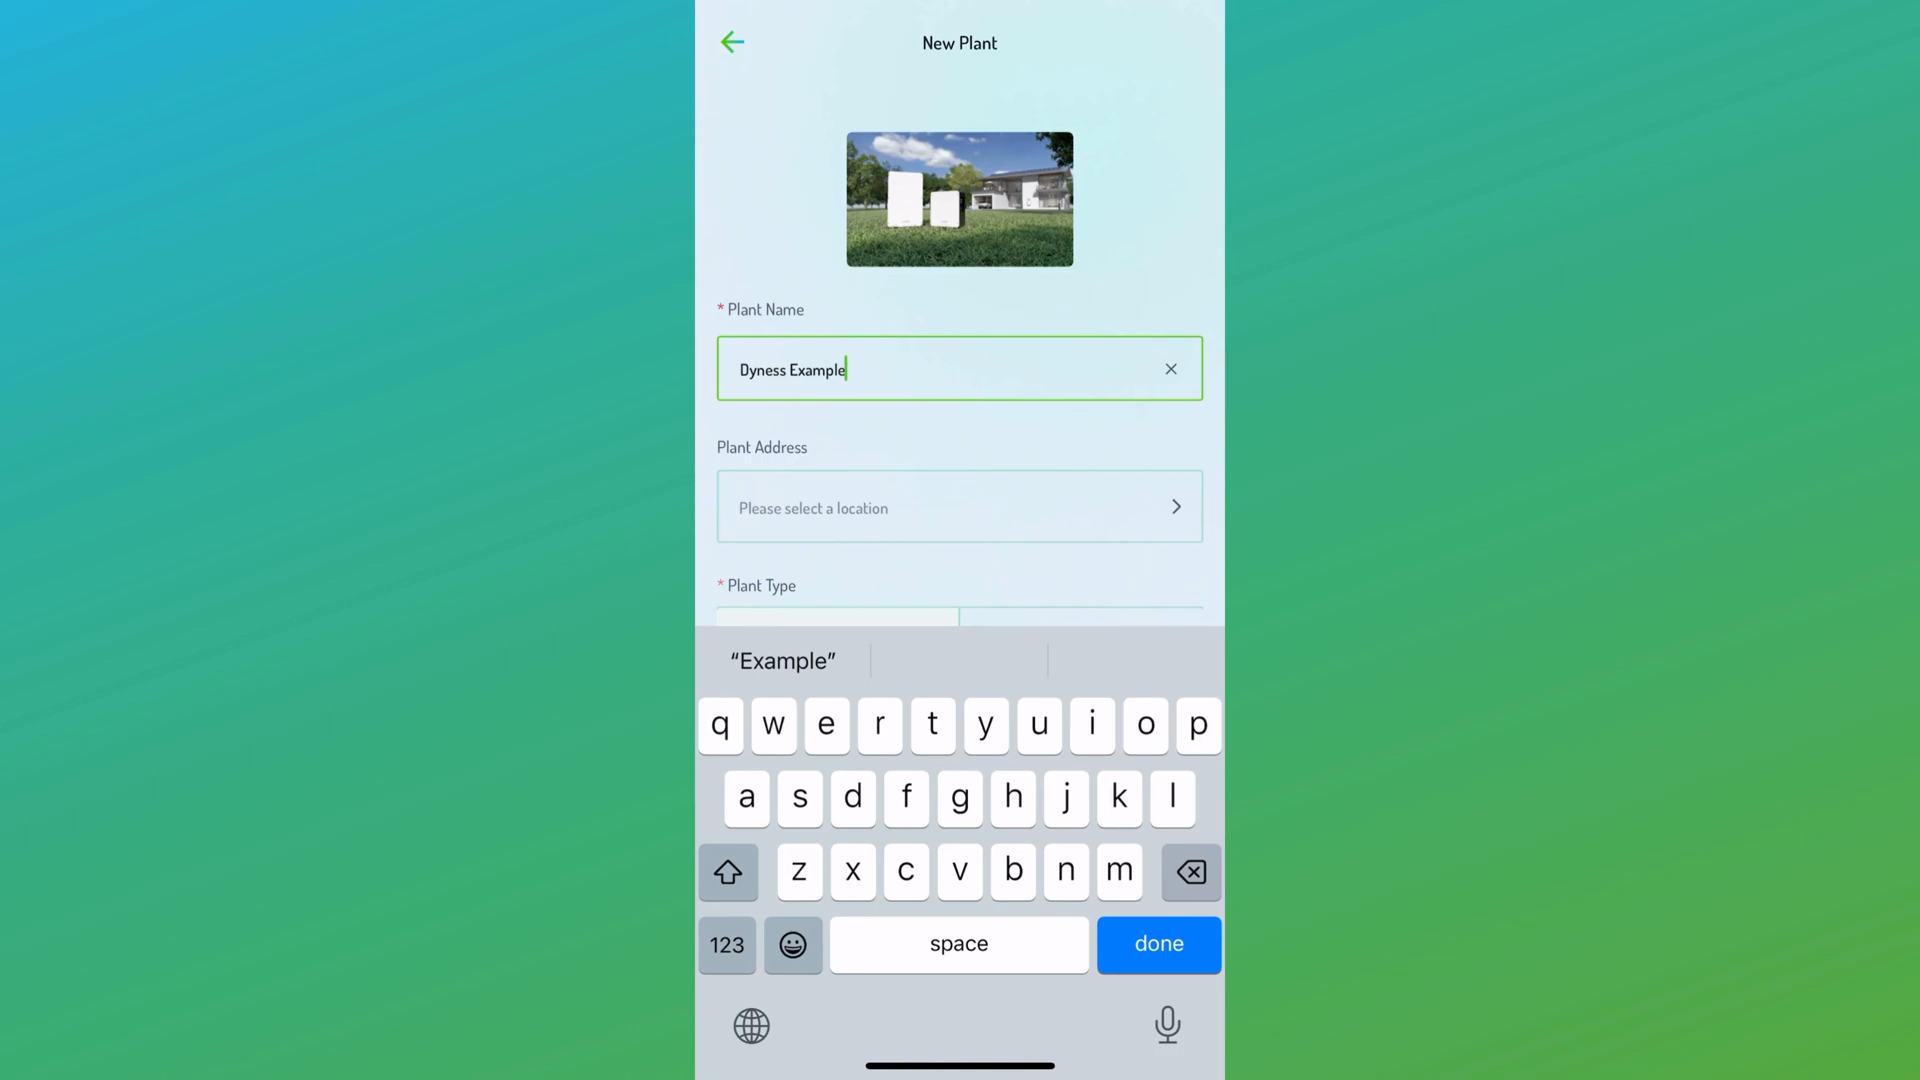 New Plant
* Plant Name
Dyness Example
Plant Address
Please select a location
* Plant Type
“Example”
q w e r t y u i o p
a s d f g h j k l
z x c v b n m
123 space done